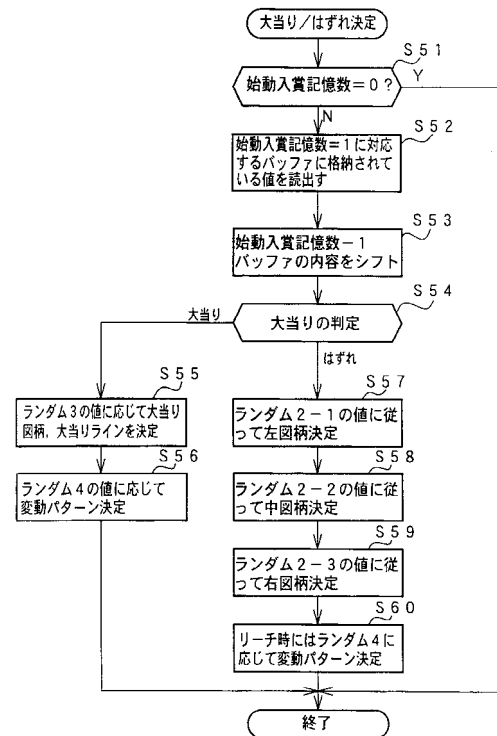 大当り／はずれ決定
S51
始動入賞記憶数＝0？
Y
N
S52
始動入賞記憶数＝1に対応
するバッファに格納されて
いる値を読出す
S53
始動入賞記憶数－1
バッファの内容をシフト
S54
大当りの判定
大当り
はずれ
S55
ランダム3の値に応じて大当り
図柄，大当りラインを決定
S56
ランダム4の値に応じて
変動パターン決定
S57
ランダム2－1の値に従
って左図柄決定
S58
ランダム2－2の値に従
って中図柄決定
S59
ランダム2－3の値に従
って右図柄決定
S60
リーチ時にはランダム4に
応じて変動パターン決定
終了